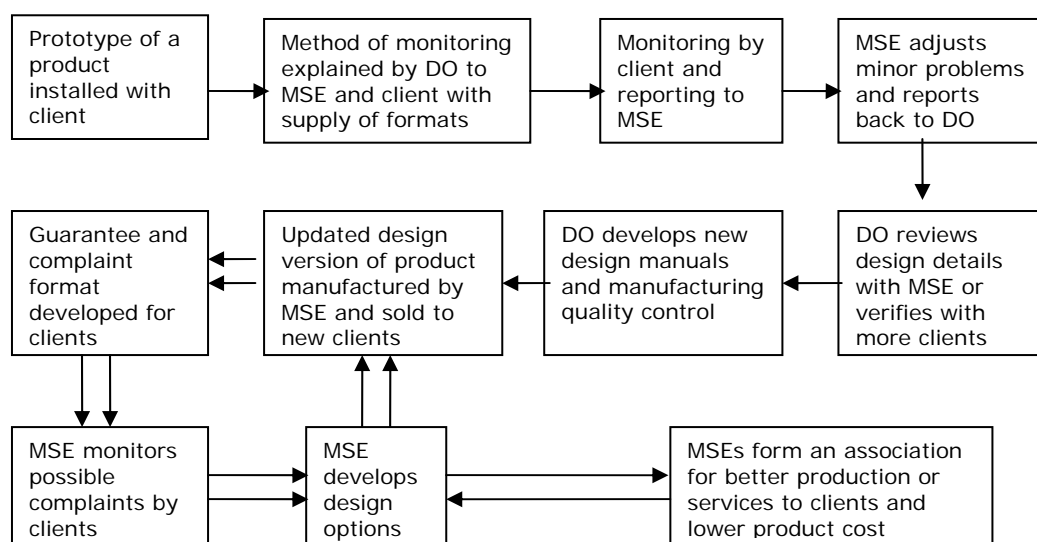 Prototype of a
product
installed with
client
Method of monitoring
explained by DO to
MSE and client with
supply of formats
Monitoring by
client and
reporting to
MSE
MSE adjusts
minor problems
and reports
back to DO
DO reviews
design details
with MSE or
verifies with
more clients
DO develops new
design manuals
and manufacturing
quality control
Updated design
version of product
manufactured by
MSE and sold to
new clients
Guarantee and
complaint
format
developed for
clients
MSE monitors
possible
complaints by
clients
MSE
develops
design
options
MSEs form an association
for better production or
services to clients and
lower product cost